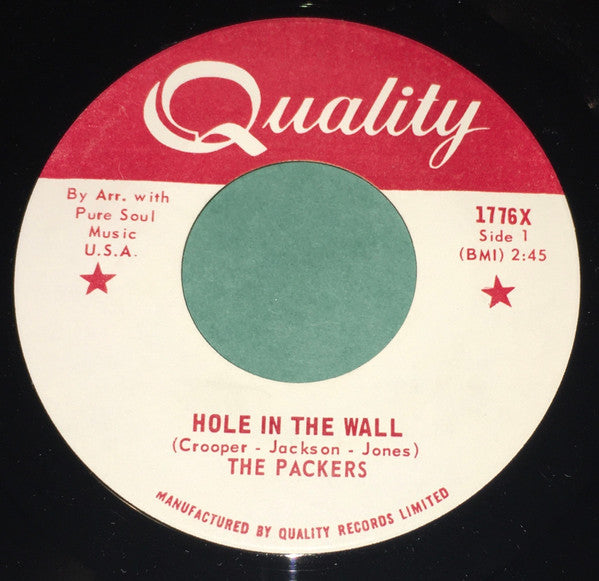 Quality
By Arr. with
Pure Soul
Music
U.S.A.
1776X
Side 1
(BMI) 2:45
HOLE IN THE WALL
(Crooper - Jackson - Jones)
THE PACKERS
MANUFACTURED BY QUALITY RECORDS LIMITED